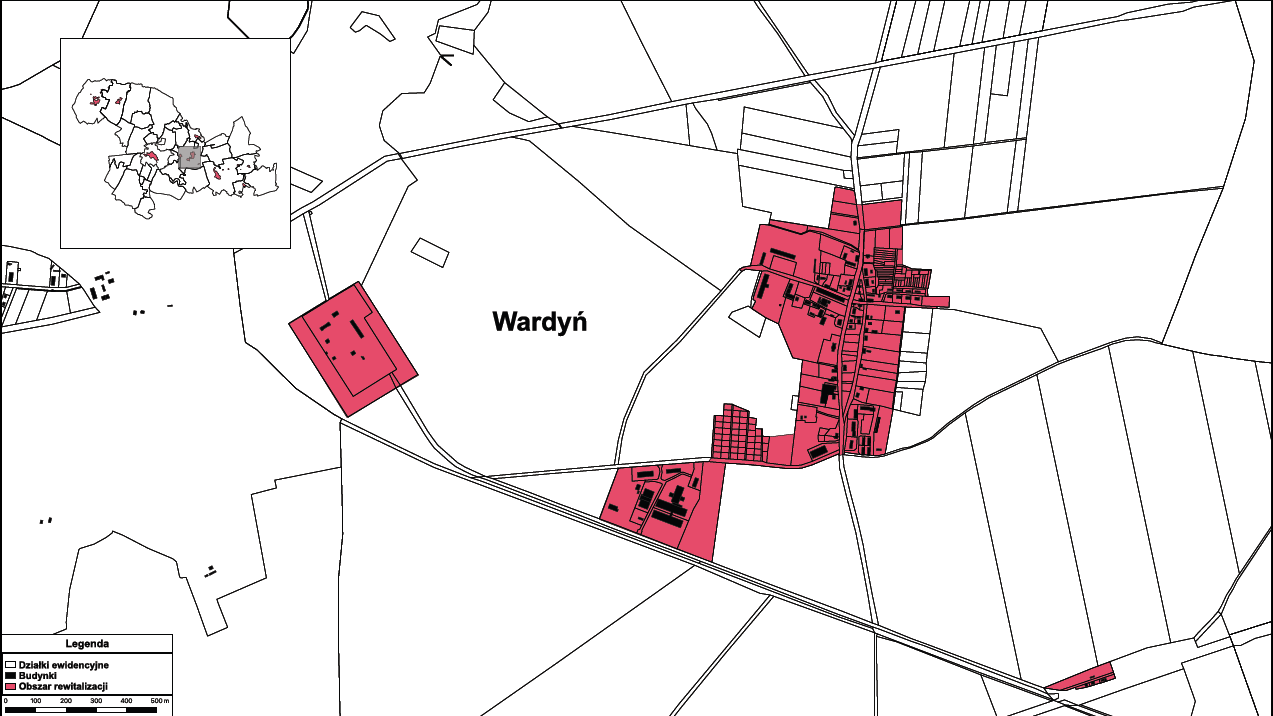 Wardyń
Legenda
Działki ewidencyjne
Budynki
Obszar rewitalizacji
0 100 200 300 400 500 m